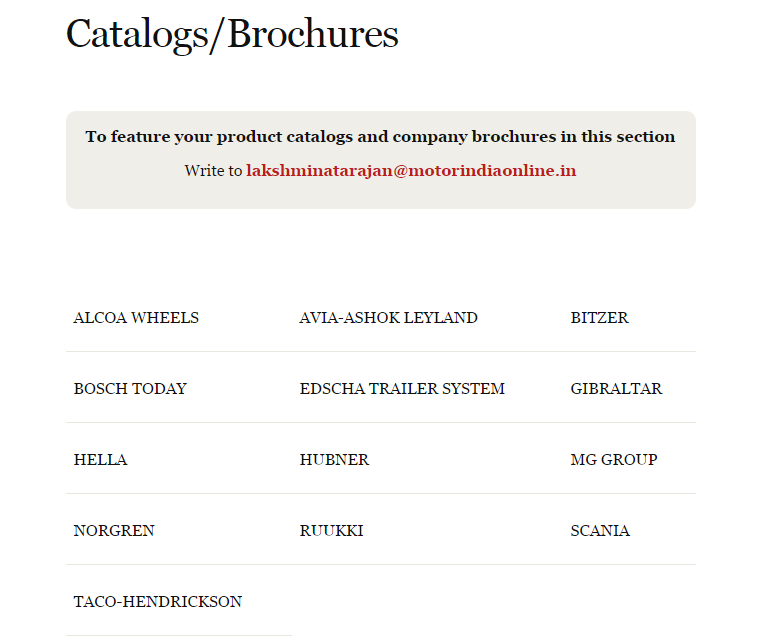 Catalogs/Brochures
To feature your product catalogs and company brochures in this section
Write to lakshminatarajan@motorindiaonline.in
ALCOA WHEELS AVIA-ASHOK LEYLAND BITZER
BOSCH TODAY EDSCHA TRAILER SYSTEM GIBRALTAR
HELLA HUBNER MG GROUP
NORGREN RUUKKI SCANIA
TACO-HENDRICKSON